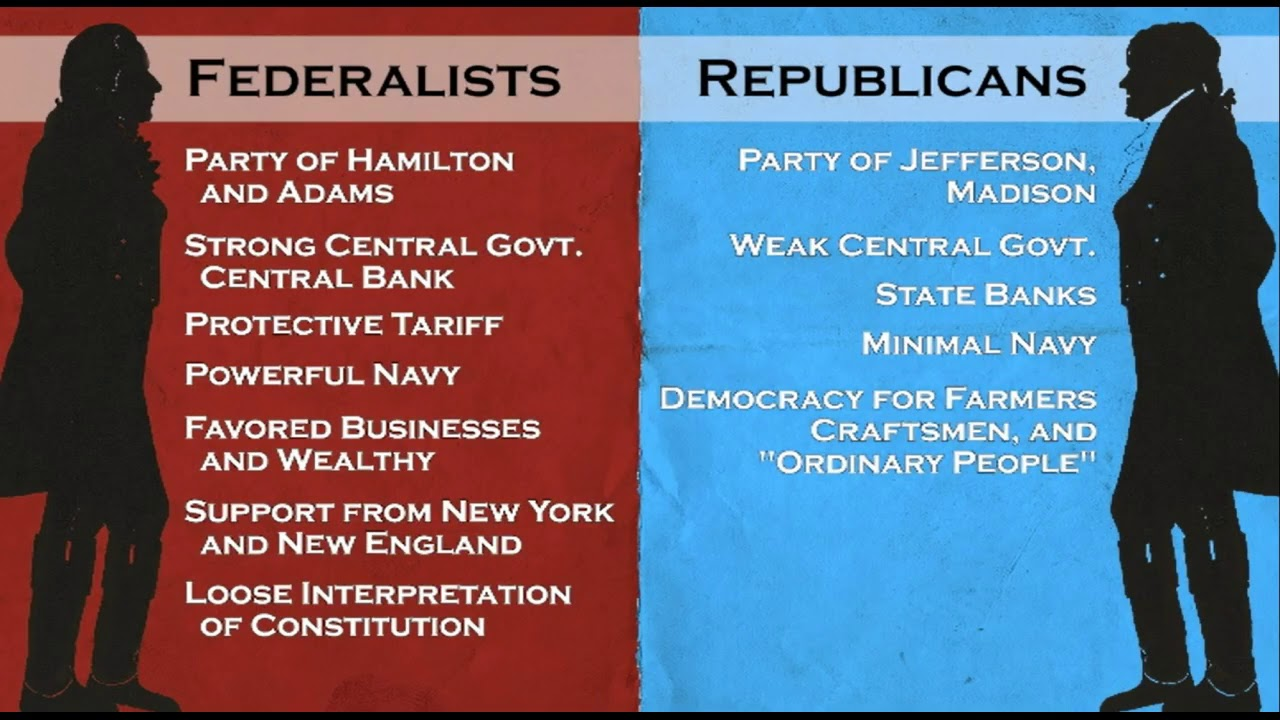 FEDERALISTS
PARTY OF HAMILTON
AND ADAMS
STRONG CENTRAL GOVT.
CENTRAL BANK
PROTECTIVE TARIFF
POWERFUL NAVY
FAVORED BUSINESSES
AND WEALTHY
SUPPORT FROM NEW YORK
AND NEW ENGLAND
LOOSE INTERPRETATION
OF CONSTITUTION
REPUBLICANS
PARTY OF JEFFERSON,
MADISON
WEAK CENTRAL GOVT.
STATE BANKS
MINIMAL NAVY
DEMOCRACY FOR FARMERS
CRAFTSMEN, AND
"ORDINARY PEOPLE"